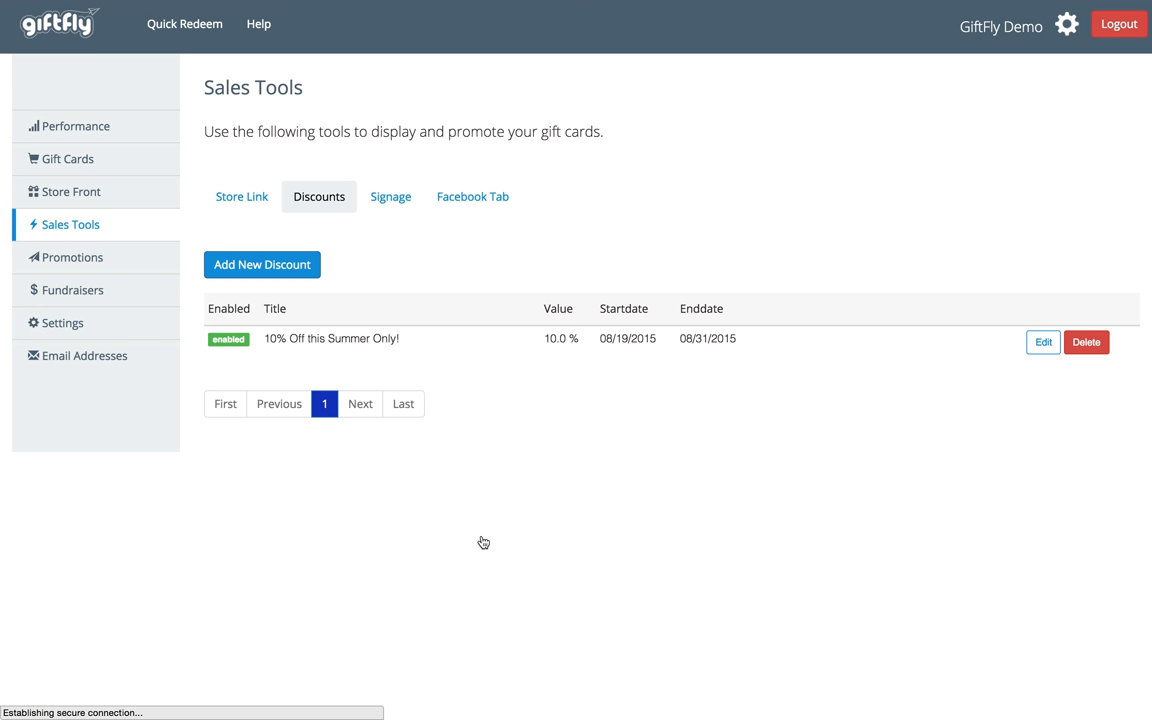 giftfly
Quick Redeem Help
GiftFly Demo Logout
Performance
Gift Cards
Store Front
Sales Tools
Promotions
Fundraisers
Settings
Email Addresses
Sales Tools
Use the following tools to display and promote your gift cards.
Store Link Discounts Signage Facebook Tab
Add New Discount
Enabled Title Value Startdate Enddate
enabled 10% Off this Summer Only! 10.0 % 08/19/2015 08/31/2015 Edit Delete
First Previous 1 Next Last
Establishing secure connection...